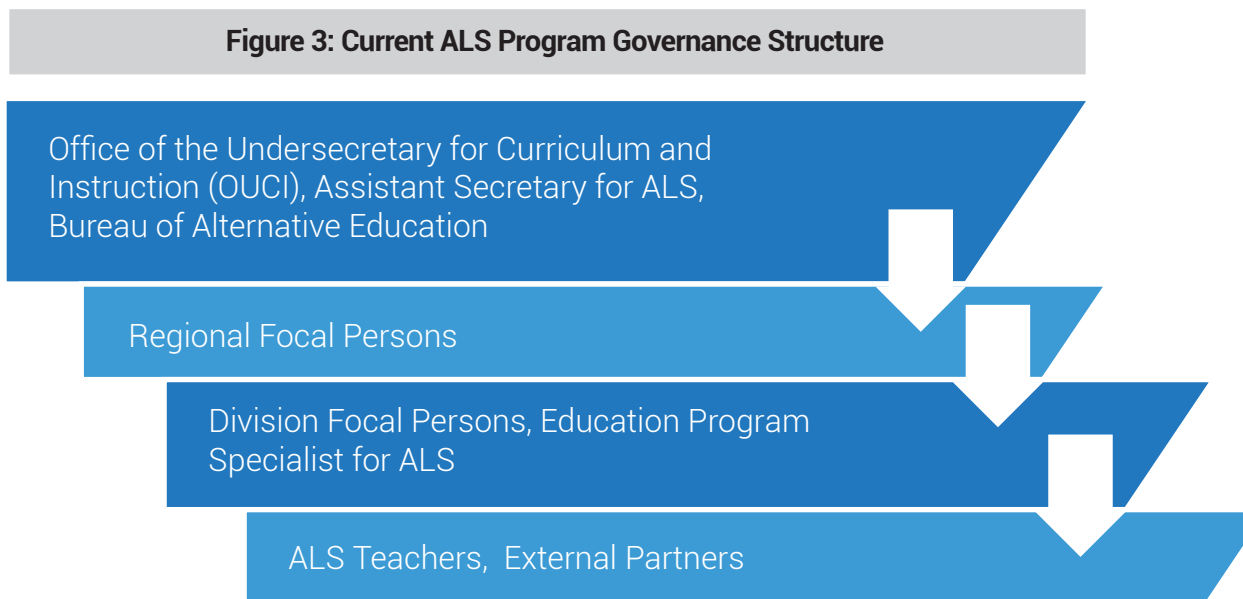 Figure 3: Current ALS Program Governance Structure
Office of the Undersecretary for Curriculum and
Instruction (OUCI), Assistant Secretary for ALS,
Bureau of Alternative Education
Regional Focal Persons
Division Focal Persons, Education Program
Specialist for ALS
ALS Teachers, External Partners